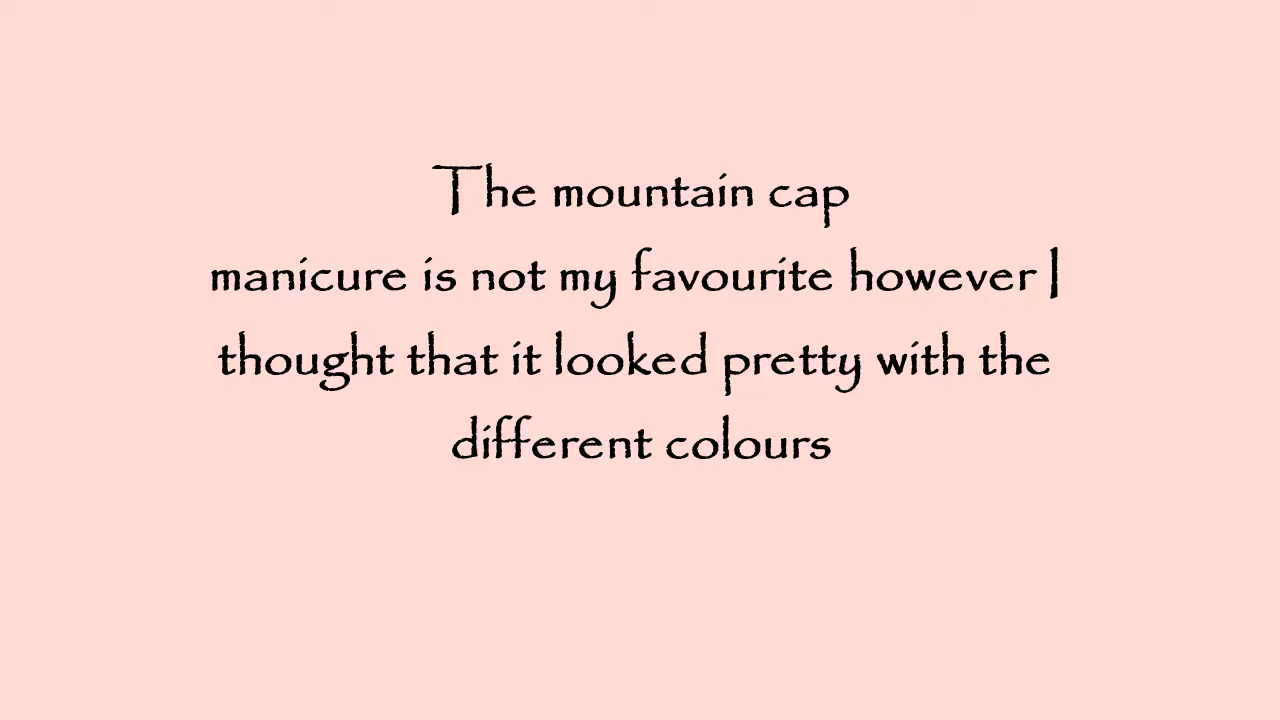 The mountain cap
manicure is not my favourite however I
thought that it looked pretty with the
different colours